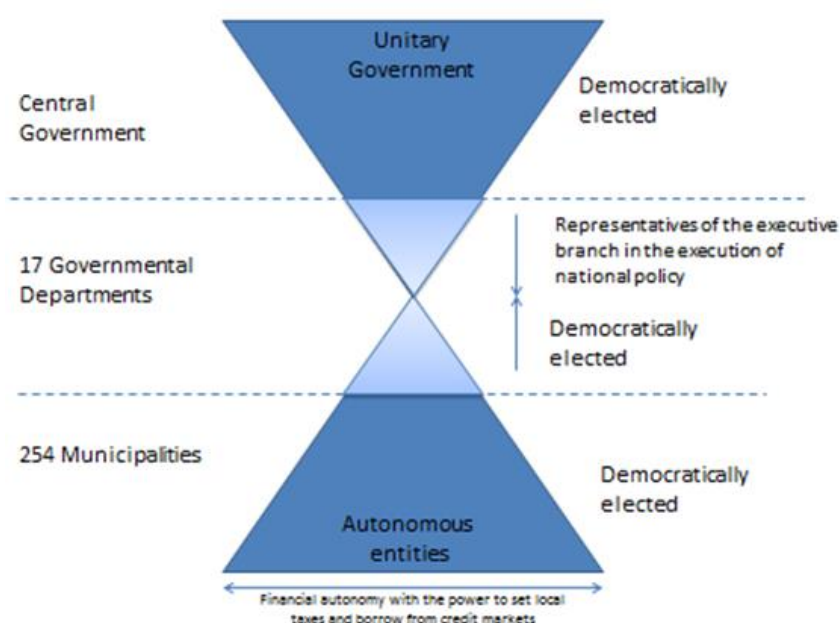 Unitary
Government
Democratically
elected
Central
Government
Representatives of the executive
branch in the execution of
national policy
17 Governmental
Departments
Democratically
elected
254 Municipalities
Democratically
elected
Autonomous
entities
Financial autonomy with the power to set local
taxes and borrow from credit markets